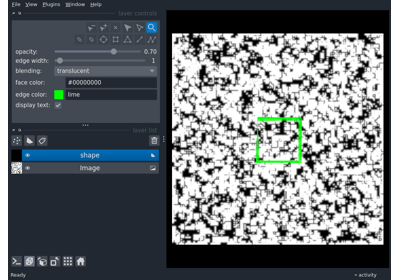 File View Plugins Window Help
layer controls
opacity: 0.70
edge width: 1
blending: translucent
face color: #00000000
edge color: lime
display text:
layer list
shape
Image
Ready
activity